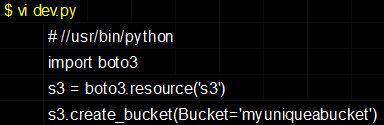 $ vi dev.py
# //usr/bin/python
import boto3
s3 = boto3.resource('s3')
s3.create_bucket(Bucket='myuniqueabucket')